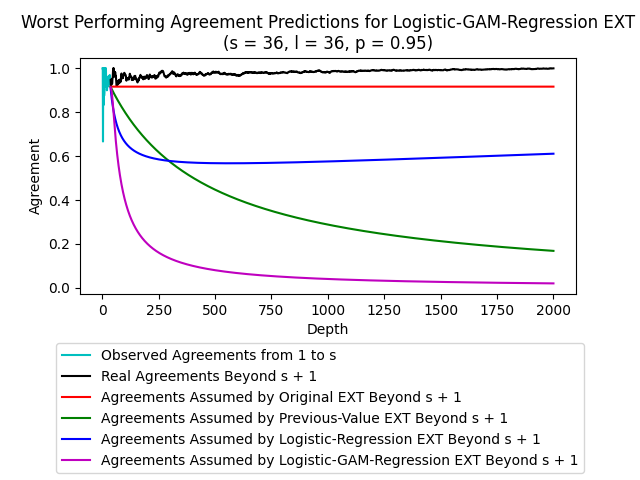 Worst Performing Agreement Predictions for Logistic-GAM-Regression EXT
(s = 36, l = 36, p = 0.95)
1.0
0.8
0.6
0.4
0.2
0.0
Agreement
0 250 500 750 1000 1250 1500 1750 2000
Depth
Observed Agreements from 1 to s
Real Agreements Beyond s + 1
Agreements Assumed by Original EXT Beyond s + 1
Agreements Assumed by Previous-Value EXT Beyond s + 1
Agreements Assumed by Logistic-Regression EXT Beyond s + 1
Agreements Assumed by Logistic-GAM-Regression EXT Beyond s + 1